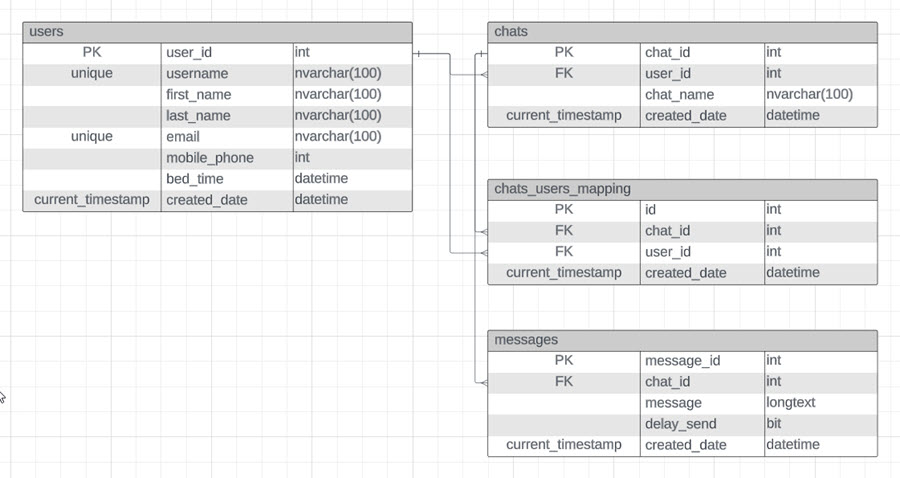 users
PK user_id int
unique username nvarchar(100)
first_name nvarchar(100)
last_name nvarchar(100)
unique email nvarchar(100)
mobile_phone int
bed_time datetime
current_timestamp created_date datetime
chats
PK chat_id int
FK user_id int
chat_name nvarchar(100)
current_timestamp created_date datetime
chats_users_mapping
PK id int
FK chat_id int
FK user_id int
current_timestamp created_date datetime
messages
PK message_id int
FK chat_id int
message longtext
delay_send bit
current_timestamp created_date datetime